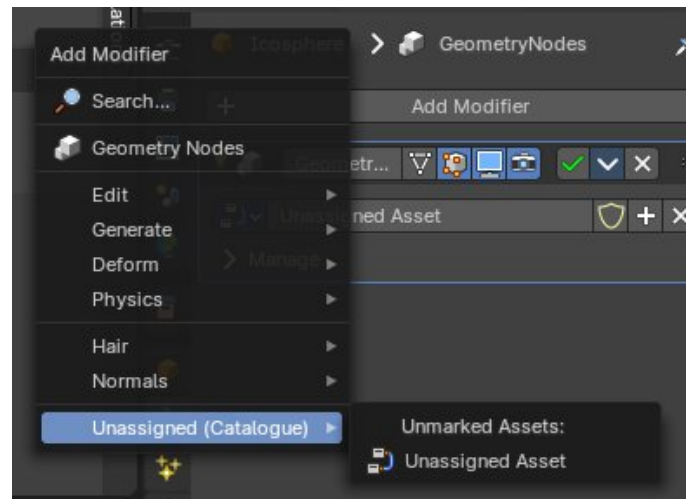 Add Modifier
Search...
Geometry Nodes
Edit
Generate
Deform
Physics
Hair
Normals
Unassigned (Catalogue)
Unmarked Assets:
Unassigned Asset
Icosphere
GeometryNodes
Add Modifier
Geometr...
Unassigned Asset
Manage